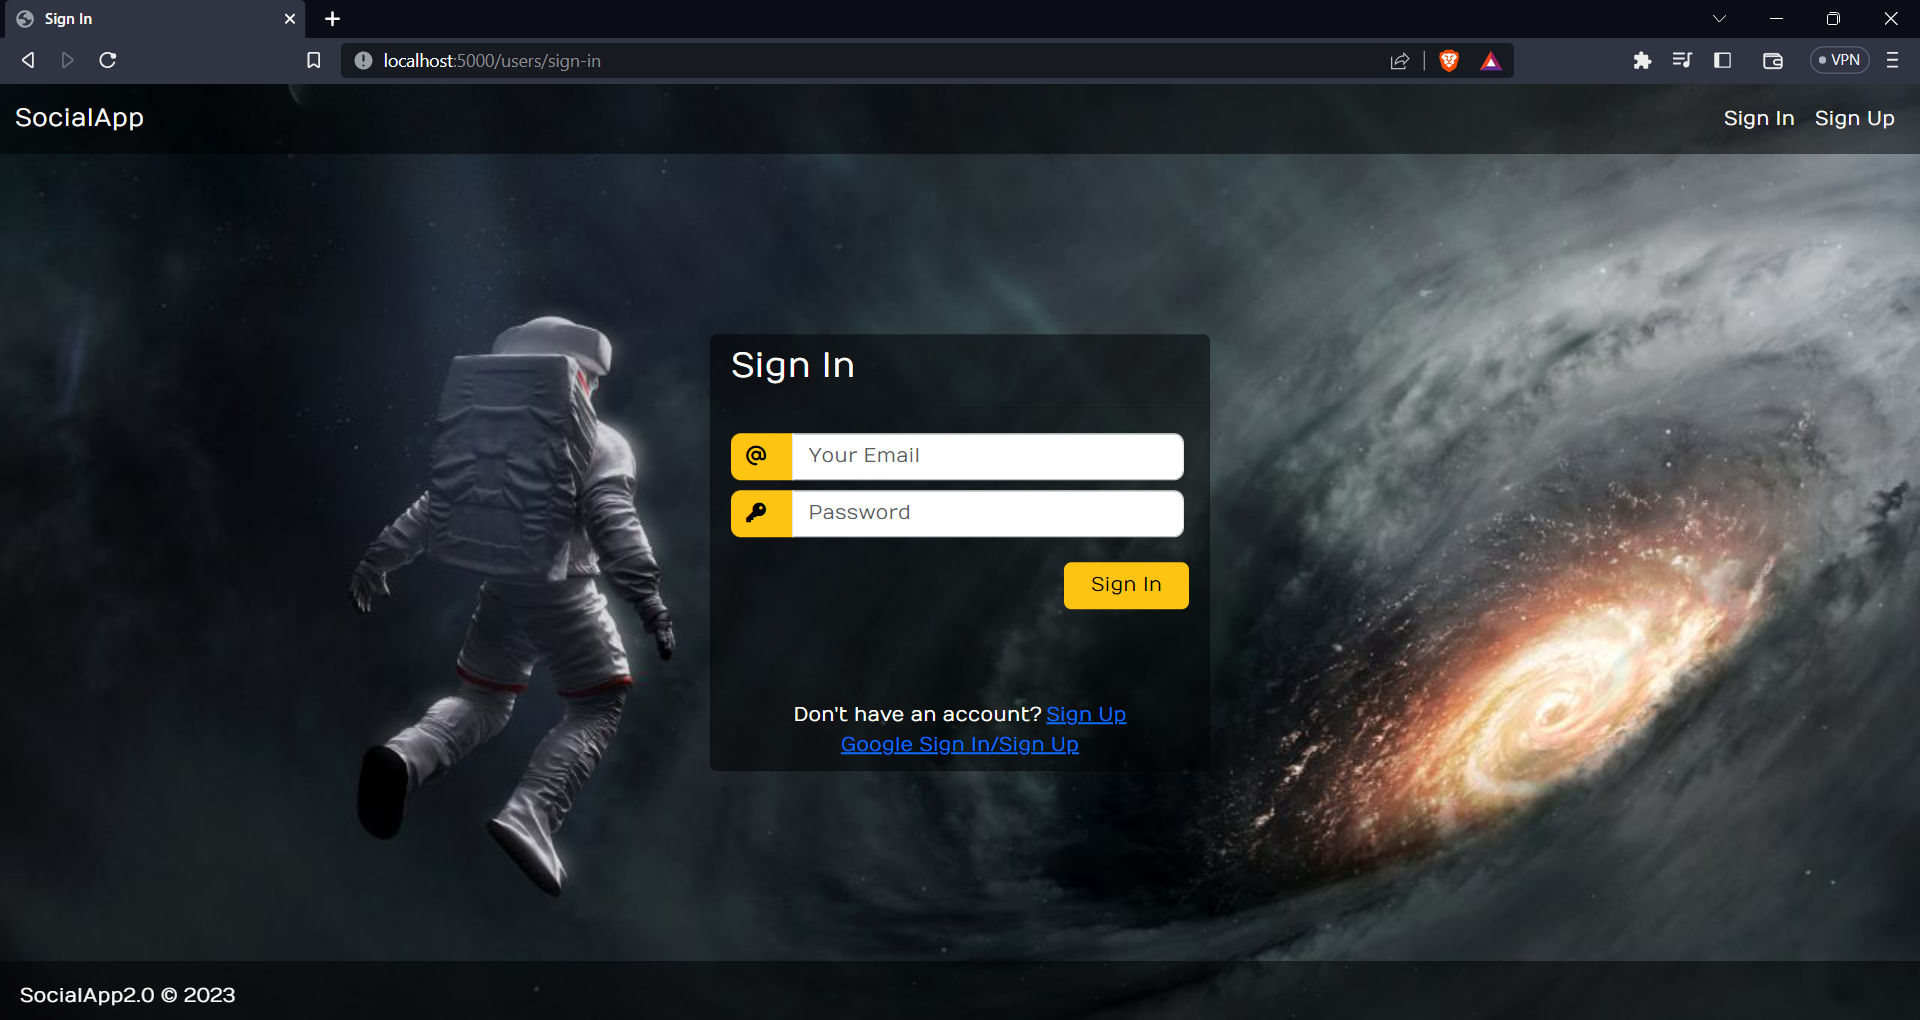 Sign In
localhost:5000/users/sign-in
VPN
SocialApp
Sign In
Sign Up
Sign In
@
Your Email
Password
Sign In
Don't have an account? Sign Up
Google Sign In/Sign Up
SocialApp2.0 © 2023